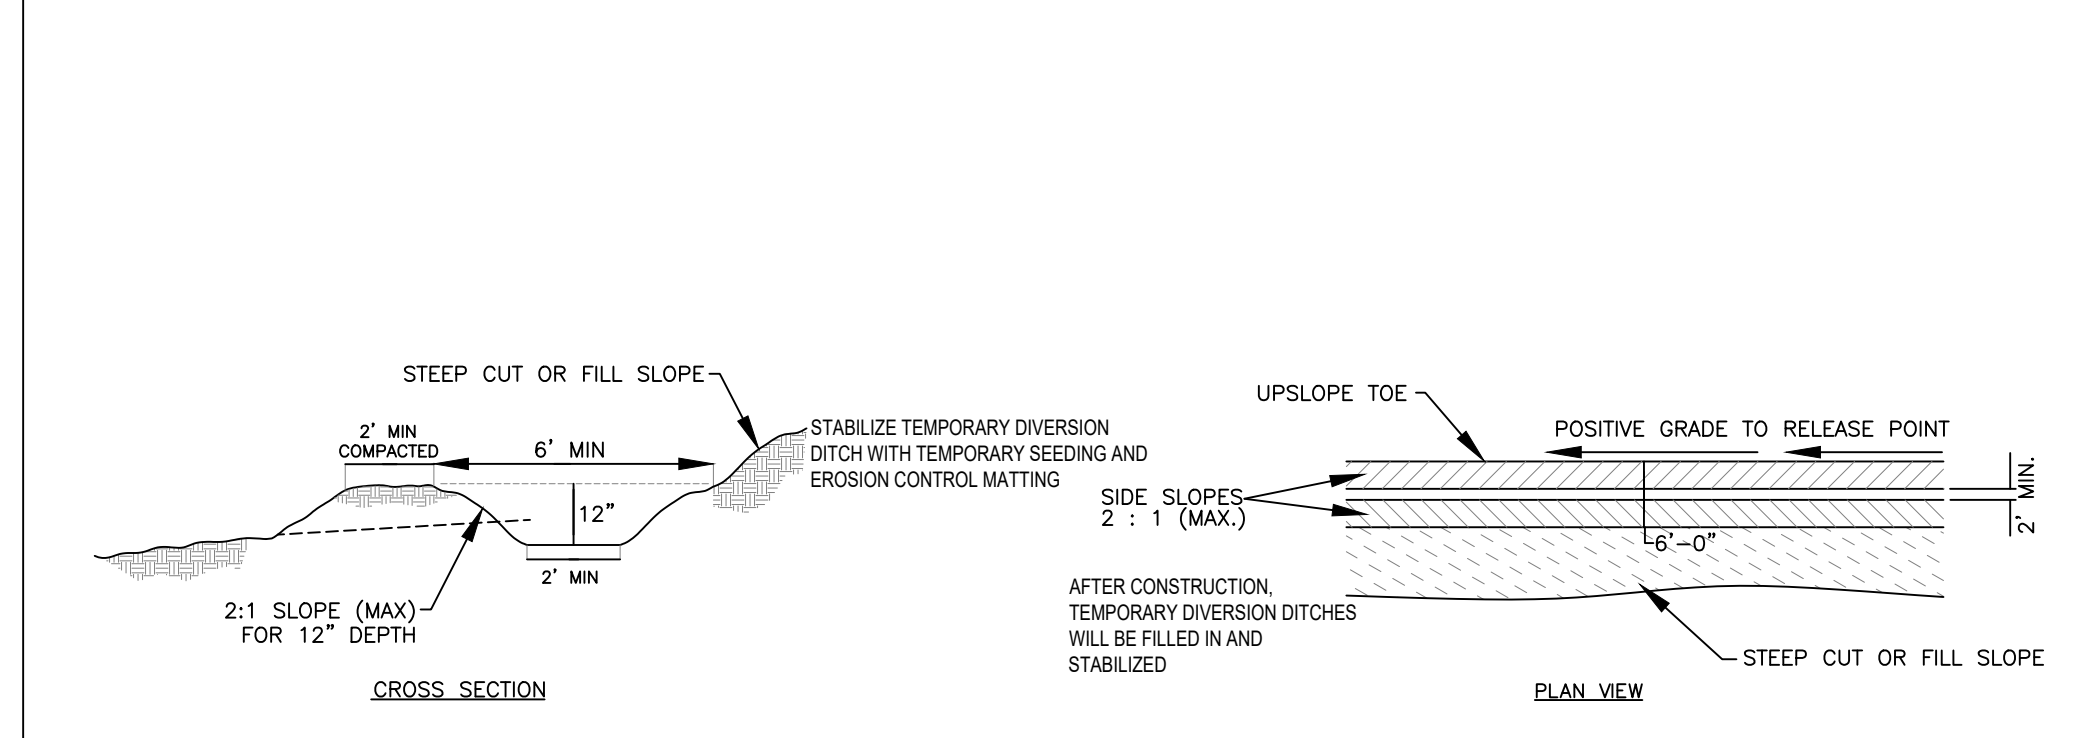 STEEP CUT OR FILL SLOPE
2’ MIN
COMPACTED
6’ MIN
STABILIZE TEMPORARY DIVERSION
DITCH WITH TEMPORARY SEEDING AND
EROSION CONTROL MATTING
12”
2’ MIN
2:1 SLOPE (MAX)
FOR 12” DEPTH
CROSS SECTION
UPSLOPE TOE
POSITIVE GRADE TO RELEASE POINT
SIDE SLOPES
2 : 1 (MAX.)
2’ MIN.
6’-0”
AFTER CONSTRUCTION,
TEMPORARY DIVERSION DITCHES
WILL BE FILLED IN AND
STABILIZED
STEEP CUT OR FILL SLOPE
PLAN VIEW